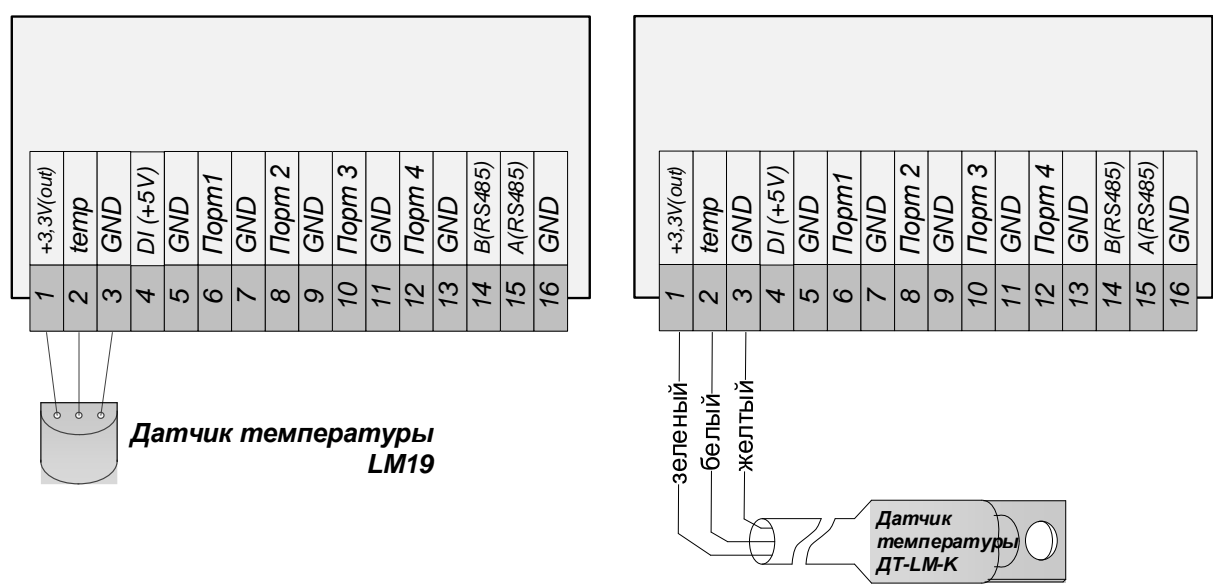 +3,3V(out)
temp
GND
DI (+5V)
GND
Порт1
GND
Порт 2
GND
Порт 3
GND
Порт 4
GND
B(RS485)
A(RS485)
GND
1
2
3
4
5
6
7
8
9
10
11
12
13
14
15
16
Датчик температуры
LM19
+3,3V(out)
temp
GND
DI (+5V)
GND
Порт1
GND
Порт 2
GND
Порт 3
GND
Порт 4
GND
B(RS485)
A(RS485)
GND
1
2
3
4
5
6
7
8
9
10
11
12
13
14
15
16
зеленый
белый
желтый
Датчик
температуры
ДТ-LM-K